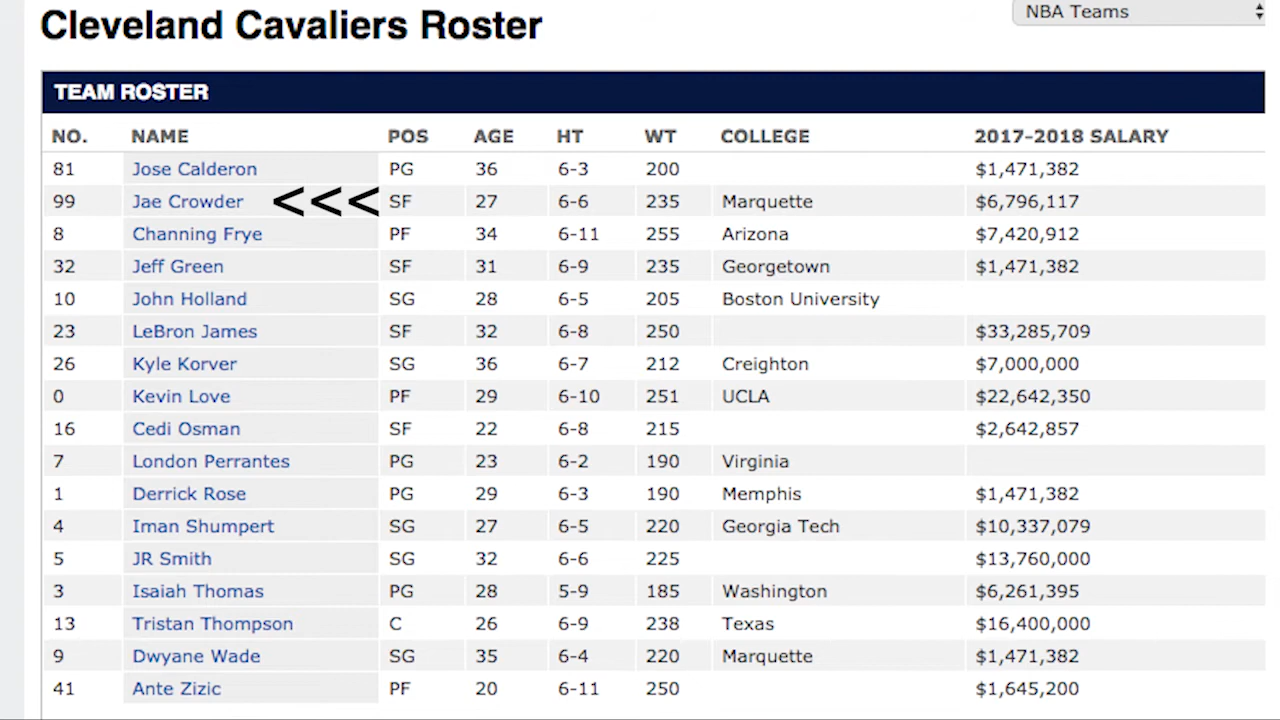 Cleveland Cavaliers Roster
NBA Teams
TEAM ROSTER
NO. NAME POS AGE HT WT COLLEGE 2017-2018 SALARY
81 Jose Calderon PG 36 6-3 200 $1,471,382
99 Jae Crowder <<< SF 27 6-6 235 Marquette $6,796,117
8 Channing Frye PF 34 6-11 255 Arizona $7,420,912
32 Jeff Green SF 31 6-9 235 Georgetown $1,471,382
10 John Holland SG 28 6-5 205 Boston University
23 LeBron James SF 32 6-8 250 $33,285,709
26 Kyle Korver SG 36 6-7 212 Creighton $7,000,000
0 Kevin Love PF 29 6-10 251 UCLA $22,642,350
16 Cedi Osman SF 22 6-8 215 $2,642,857
7 London Perrantes PG 23 6-2 190 Virginia
1 Derrick Rose PG 29 6-3 190 Memphis $1,471,382
4 Iman Shumpert SG 27 6-5 220 Georgia Tech $10,337,079
5 JR Smith SG 32 6-6 225 $13,760,000
3 Isaiah Thomas PG 28 5-9 185 Washington $6,261,395
13 Tristan Thompson C 26 6-9 238 Texas $16,400,000
9 Dwyane Wade SG 35 6-4 220 Marquette $1,471,382
41 Ante Zizic PF 20 6-11 250 $1,645,200